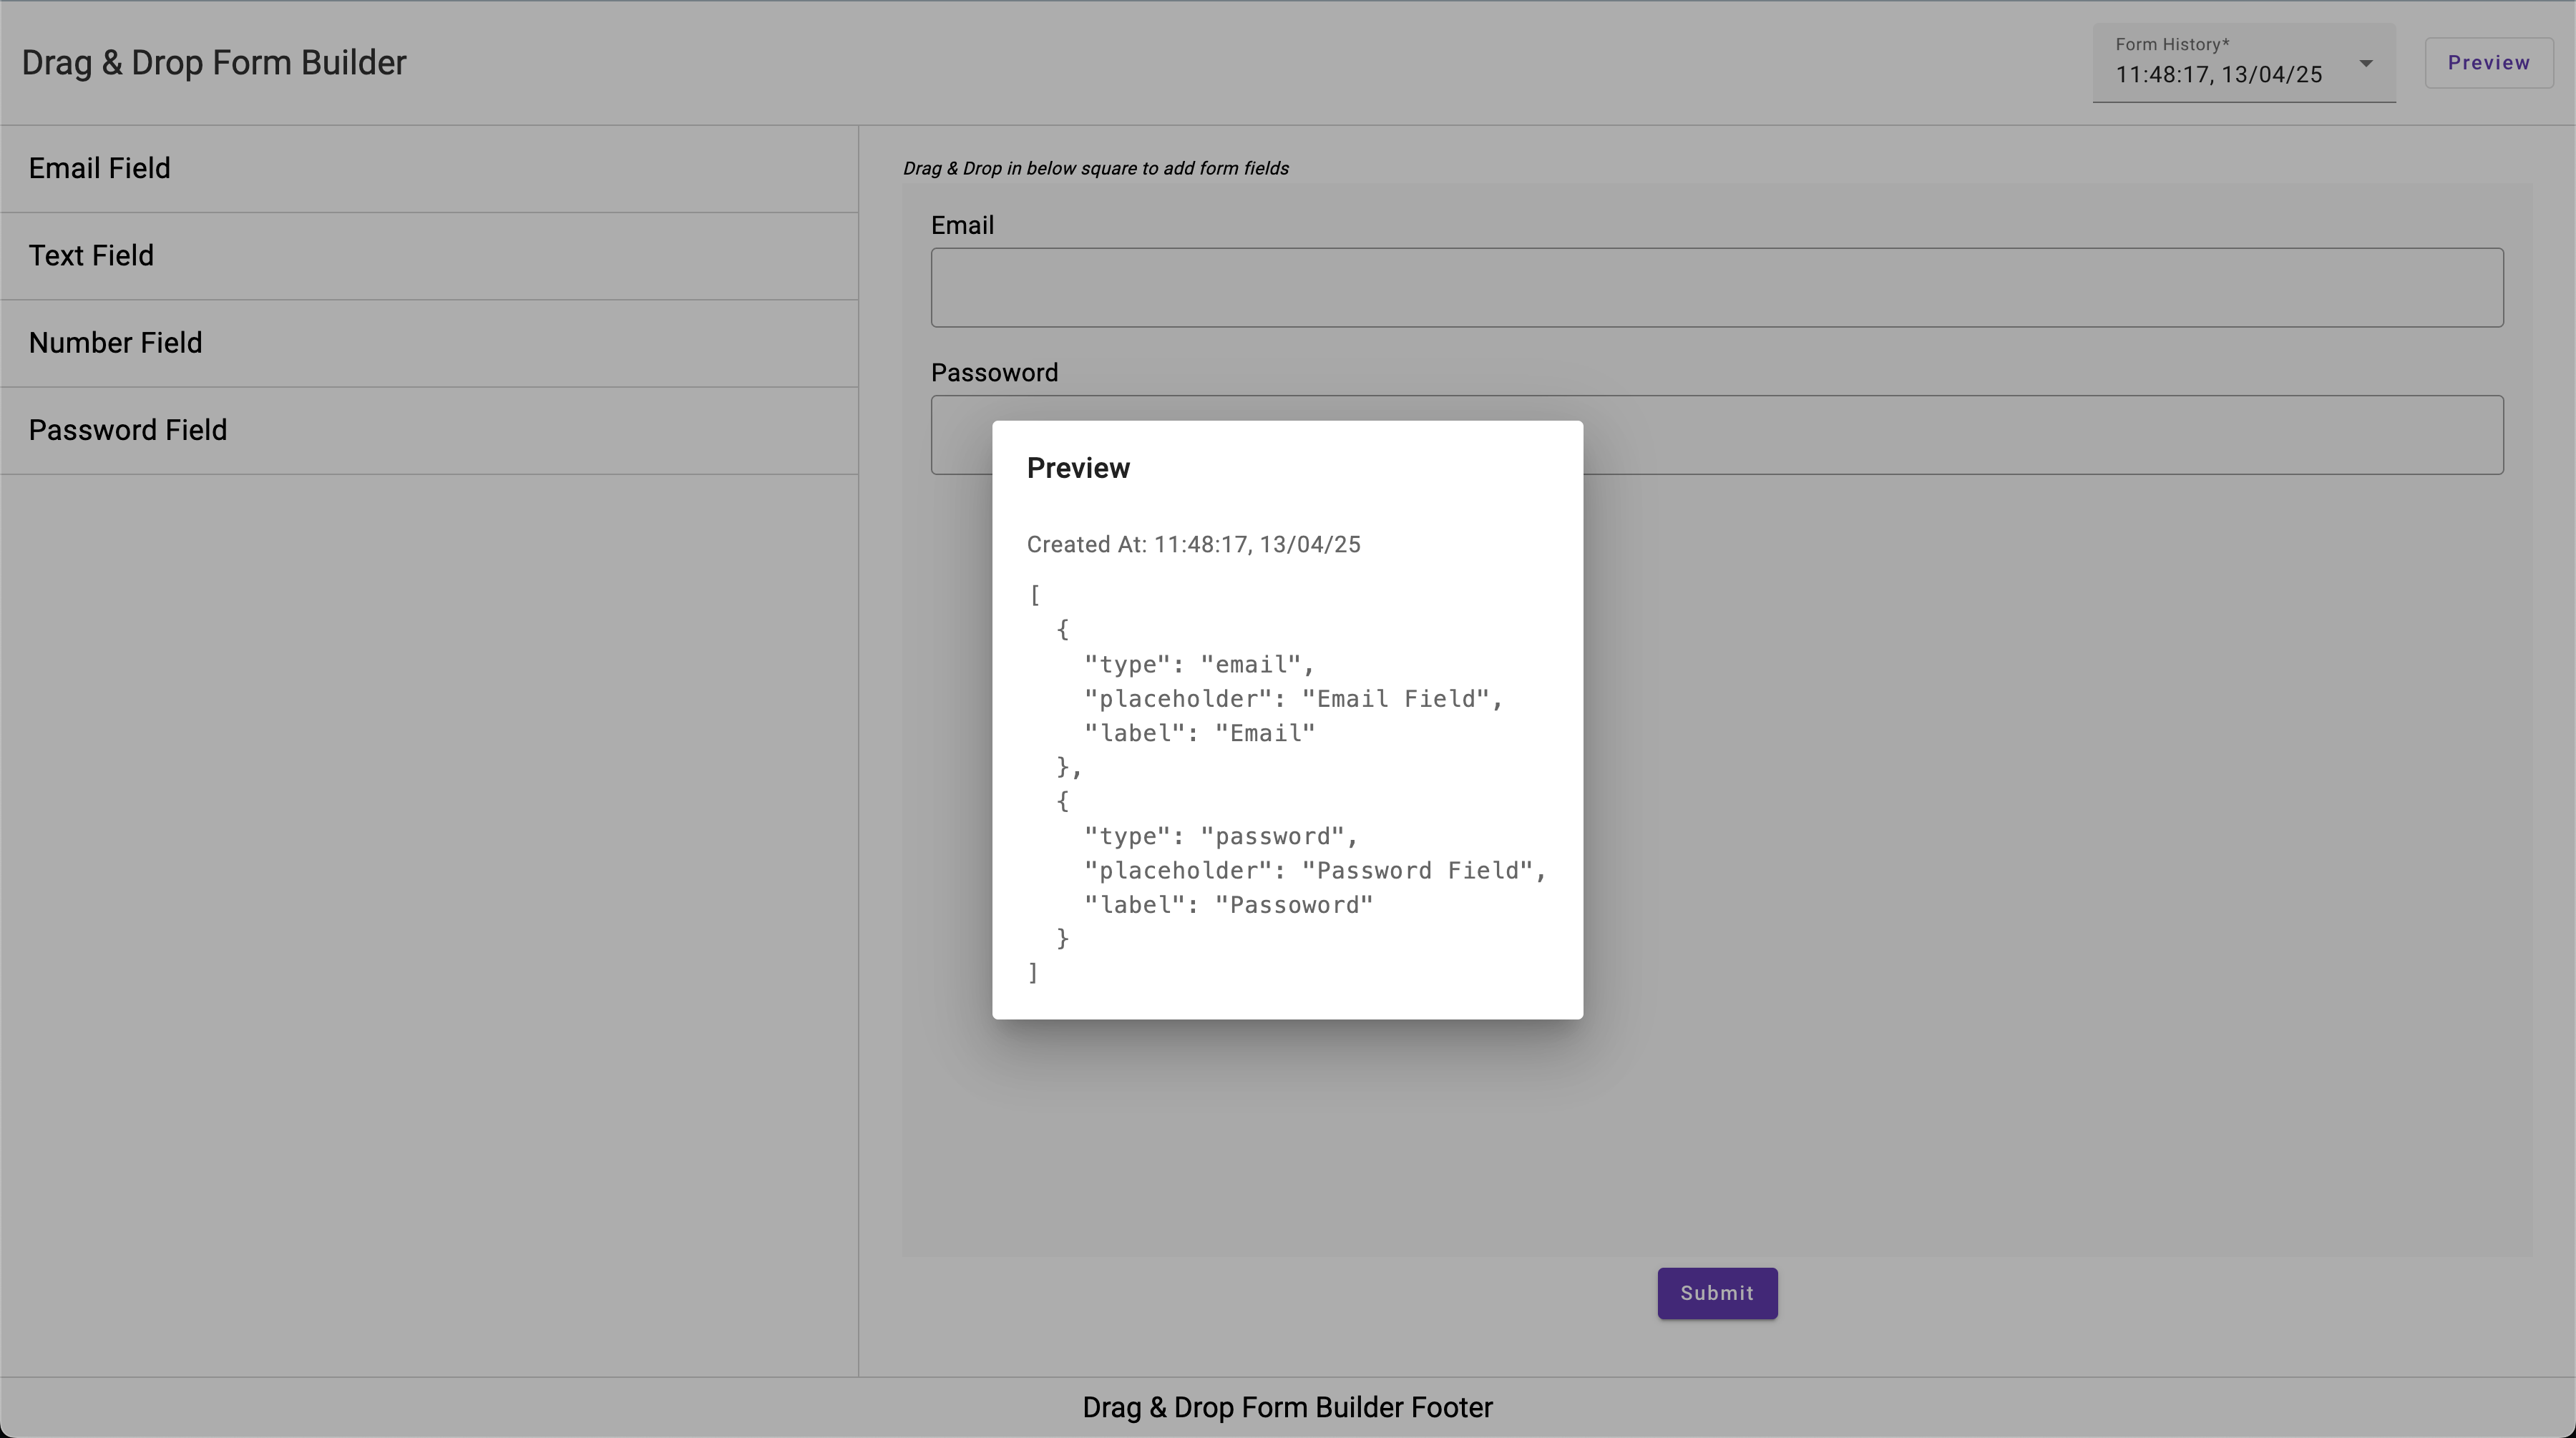 Drag & Drop Form Builder
Form History*
11:48:17, 13/04/25
Preview
Email Field
Text Field
Number Field
Password Field
Drag & Drop in below square to add form fields
Email
Passoword
Preview
Created At: 11:48:17, 13/04/25
[
  {
    "type": "email",
    "placeholder": "Email Field",
    "label": "Email"
  },
  {
    "type": "password",
    "placeholder": "Password Field",
    "label": "Passoword"
  }
]
Submit
Drag & Drop Form Builder Footer